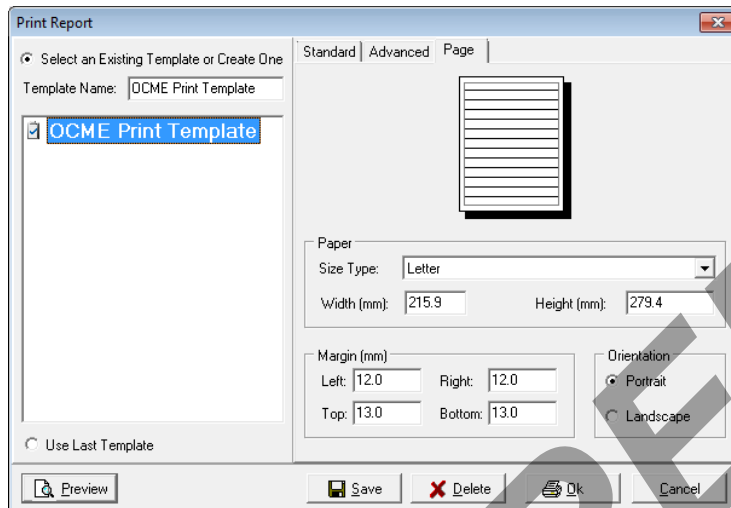 Print Report
Select an Existing Template or Create One
Template Name: OCME Print Template
OCME Print Template
Use Last Template
Standard Advanced Page
Paper
Size Type: Letter
Width (mm): 215.9 Height (mm): 279.4
Margin (mm)
Left: 12.0 Right: 12.0
Top: 13.0 Bottom: 13.0
Orientation
Portrait
Landscape
Preview Save Delete Ok Cancel